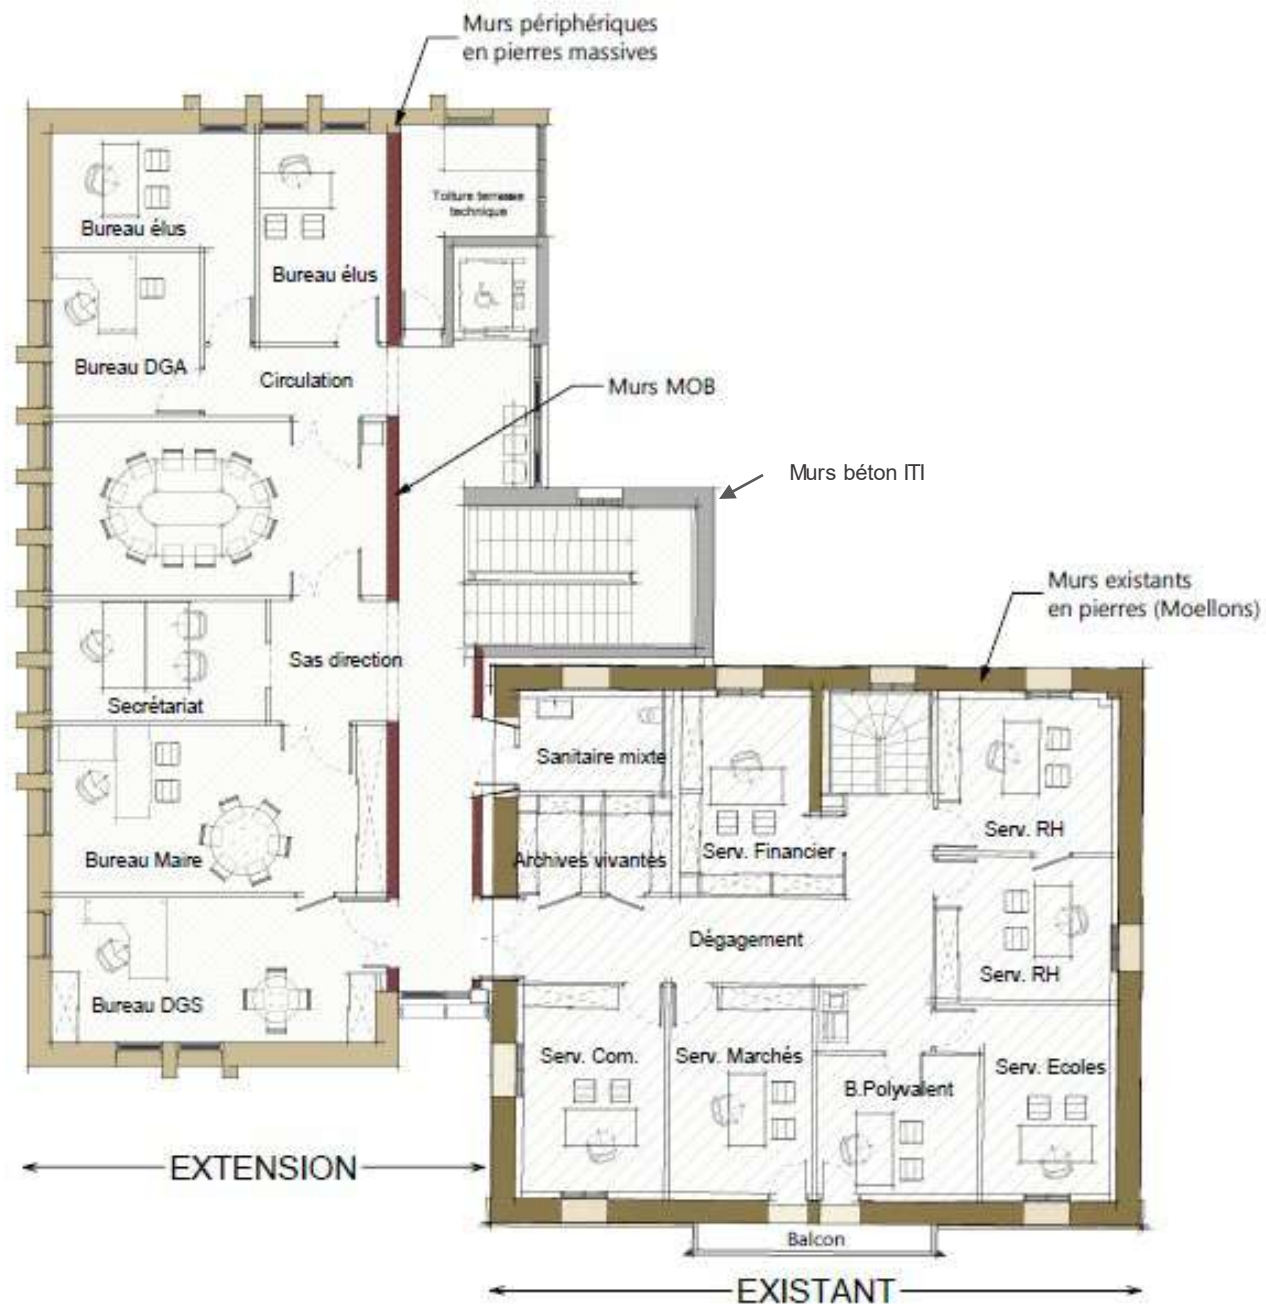 Murs périphériques
en pierres massives
Bureau élus
Toiture terrasse
technique
Bureau élus
Bureau DGA
Circulation
Murs MOB
Murs béton ITI
Murs existants
en pierres (Moellons)
Sas direction
Secrétariat
Sanitaire mixte
Bureau Maire
Archives vivantes
Serv. Financier
Serv. RH
Dégagement
Serv. RH
Bureau DGS
Serv. Com.
Serv. Marchés
B.Polyvalent
Serv. Ecoles
EXTENSION
Balcon
EXISTANT